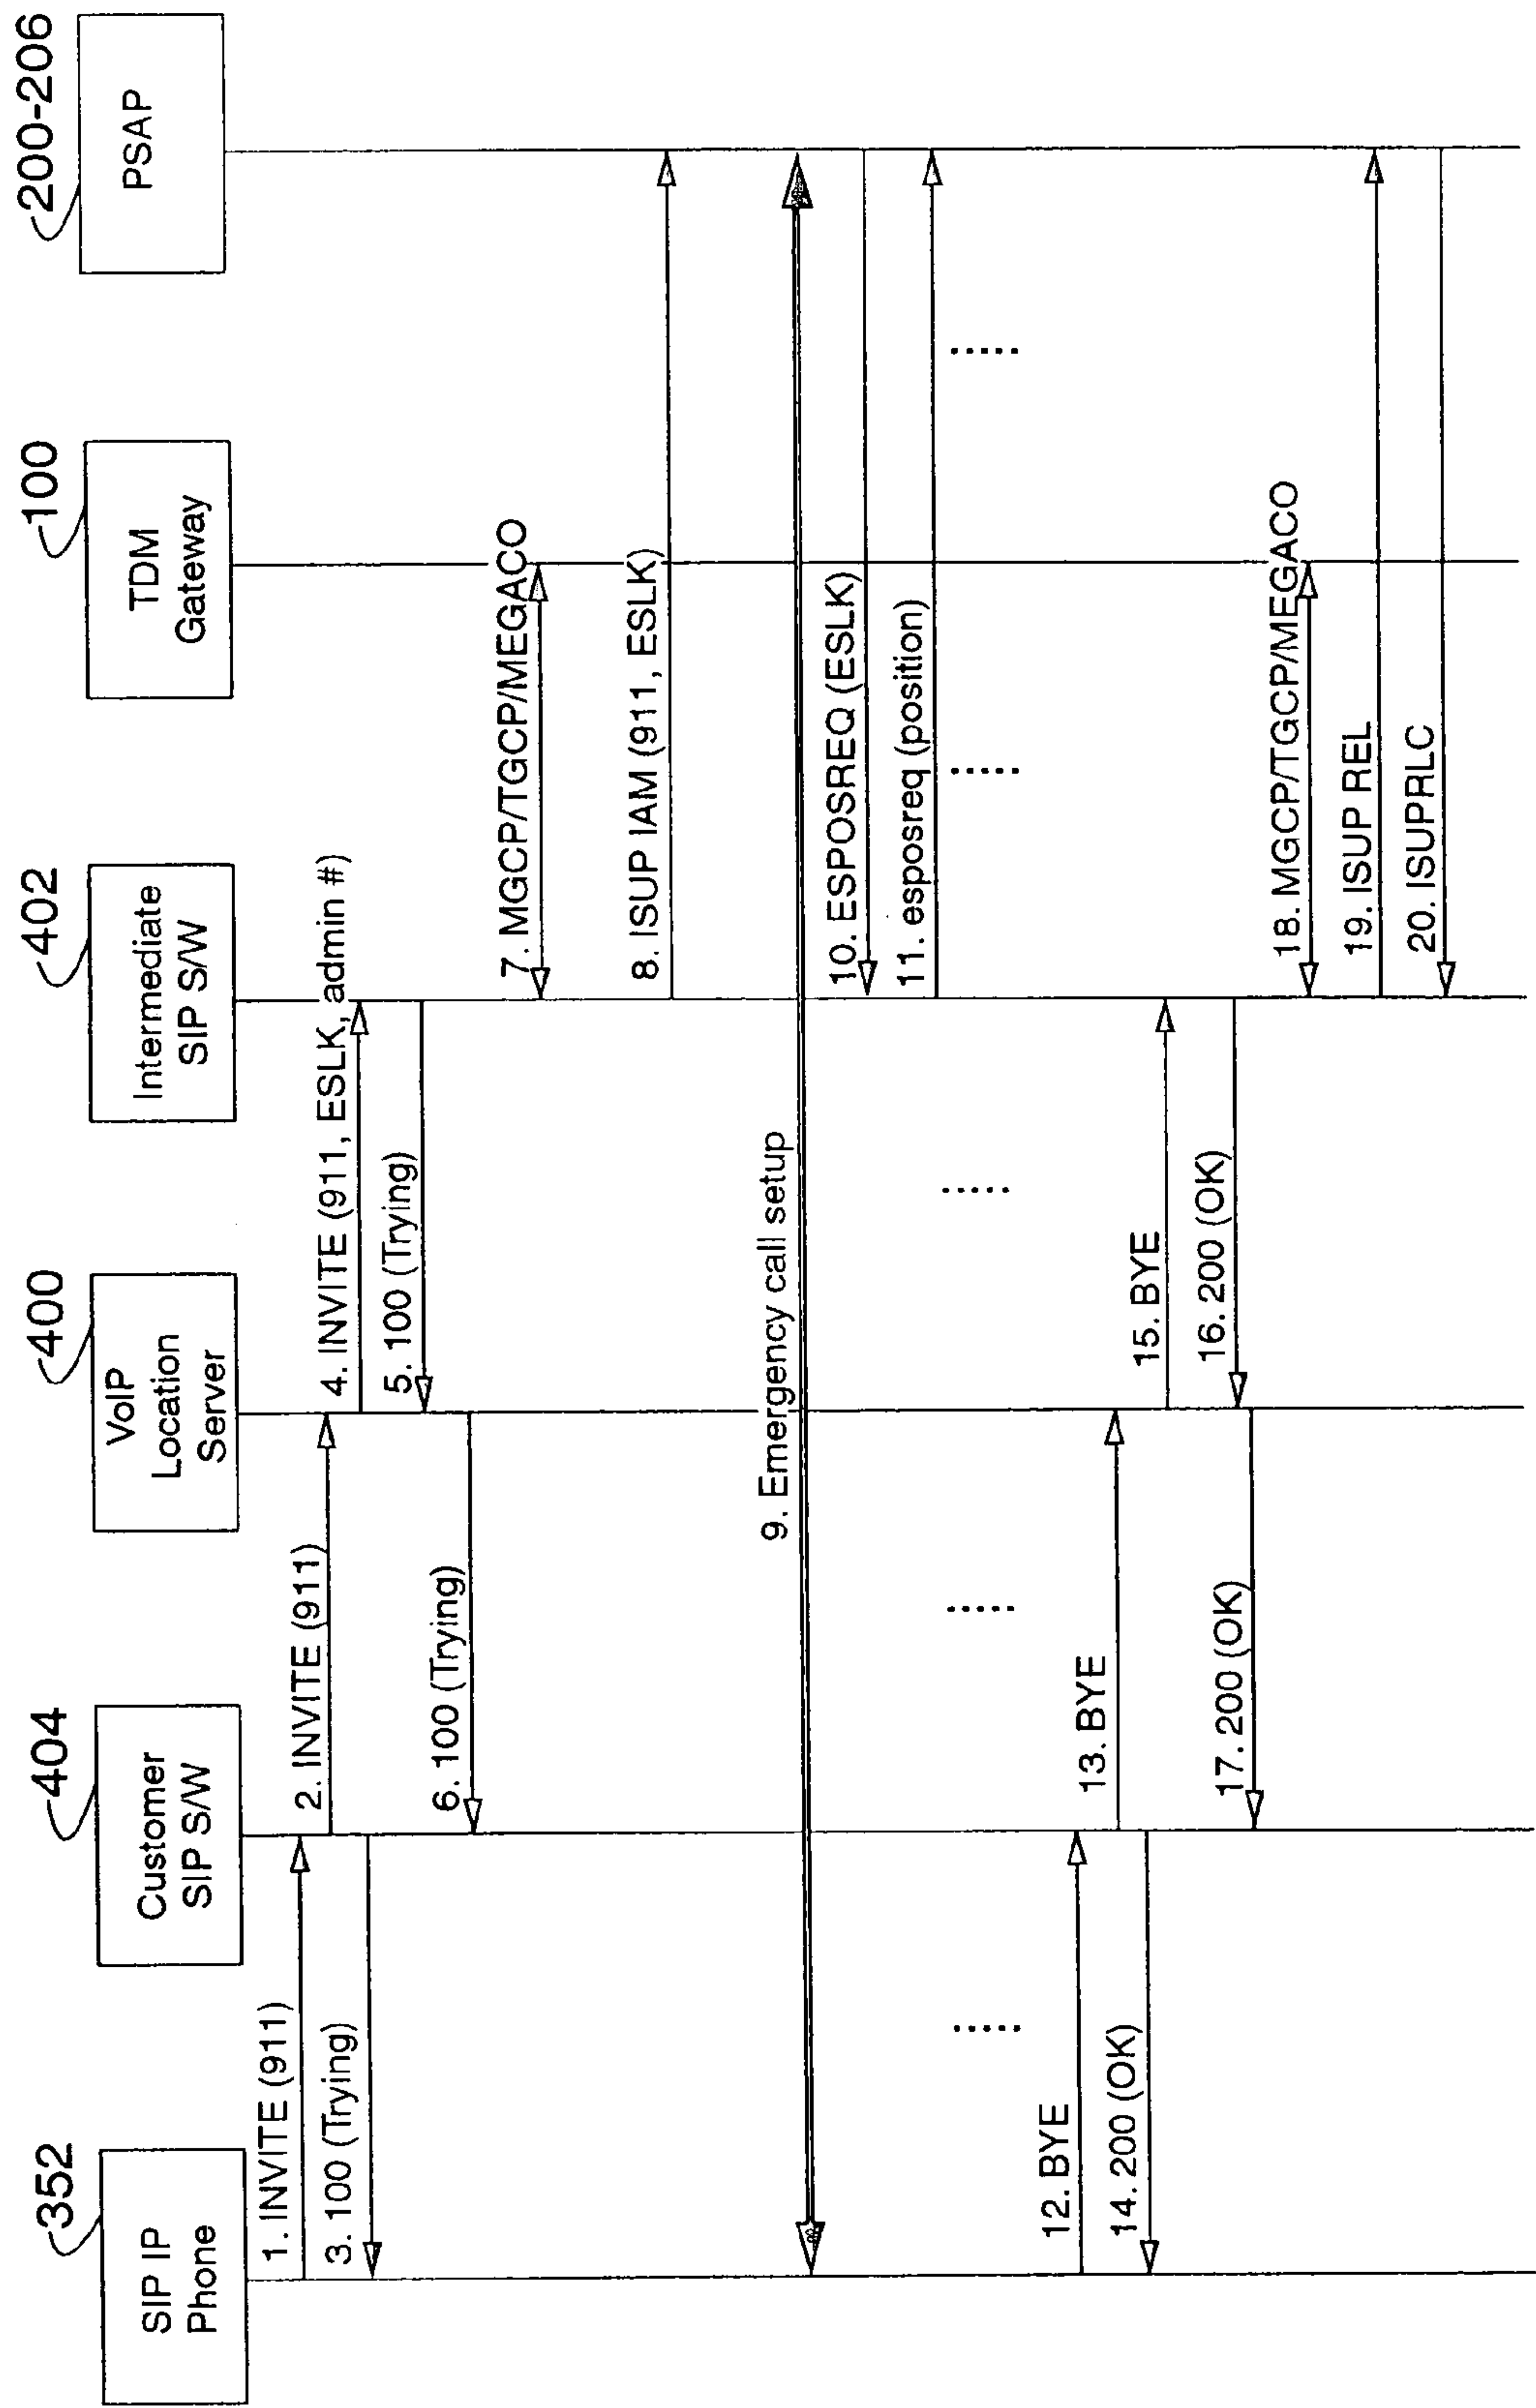 352
SIP IP
Phone
404
Customer
SIP S/W
400
VoIP
Location
Server
402
Intermediate
SIP S/W
100
TDM
Gateway
200-206
PSAP
1. INVITE (911)
2. INVITE (911)
3. 100 (Trying)
4. INVITE (911, ESLK, admin #)
5. 100 (Trying)
6. 100 (Trying)
7. MGCP/TGCP/MEGACO
8. ISUP IAM (911, ESLK)
9. Emergency call setup
10. ESPOSREQ (ESLK)
11. esposreq (position)
.....
.....
.....
.....
.....
12. BYE
13. BYE
14. 200 (OK)
15. BYE
16. 200 (OK)
17. 200 (OK)
18. MGCP/TGCP/MEGACO
19. ISUP REL
20. ISUPRLC